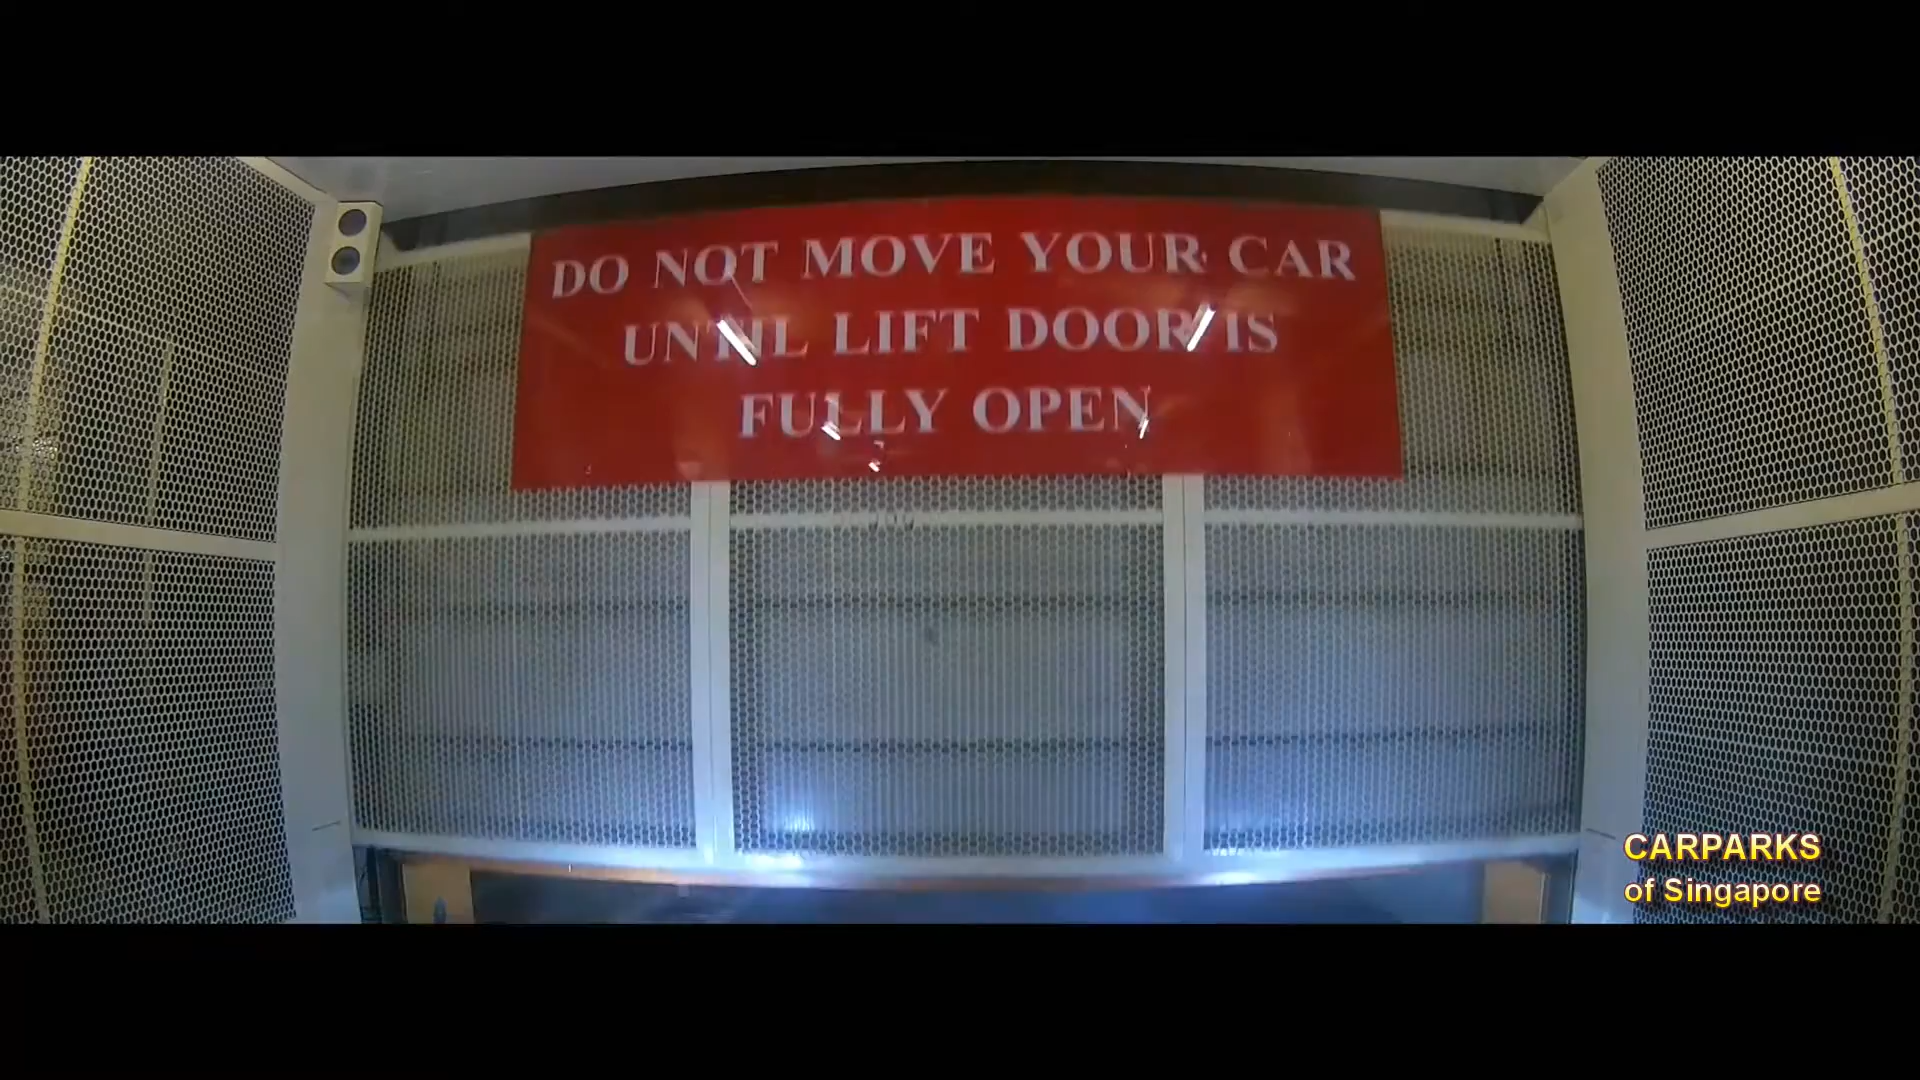 DO NOT MOVE YOUR CAR
UNTIL LIFT DOOR IS
FULLY OPEN
CARPARKS
of Singapore